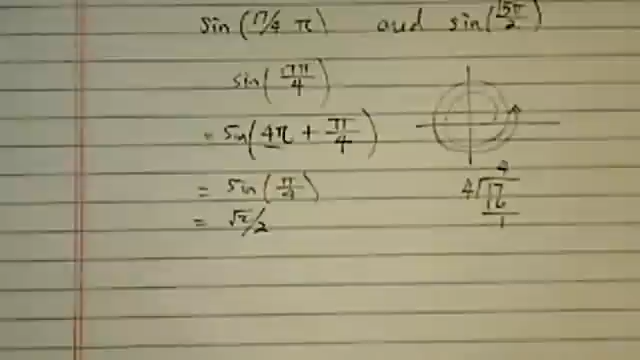 sin(17/4 π) and sin(15π/2)
sin(17π/4)
= sin(4π + π/4)
= sin(π/4)
= √2/2
4
4√17
1